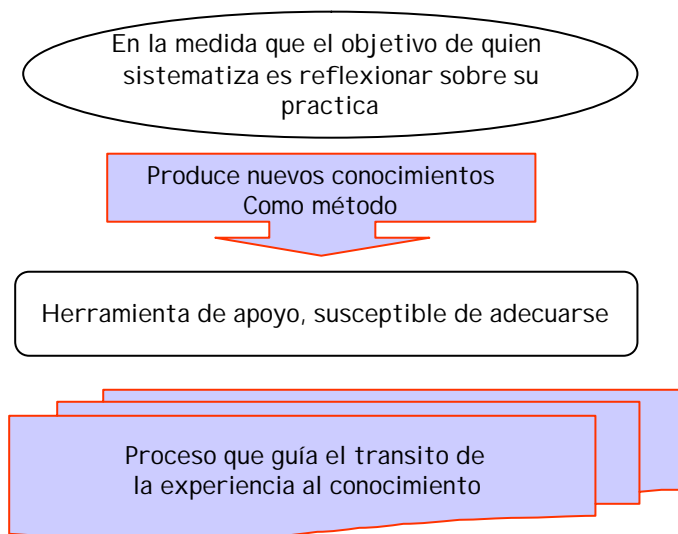 En la medida que el objetivo de quien
sistematiza es reflexionar sobre su
practica
Produce nuevos conocimientos
Como método
Herramienta de apoyo, susceptible de adecuarse
Proceso que guía el transito de
la experiencia al conocimiento